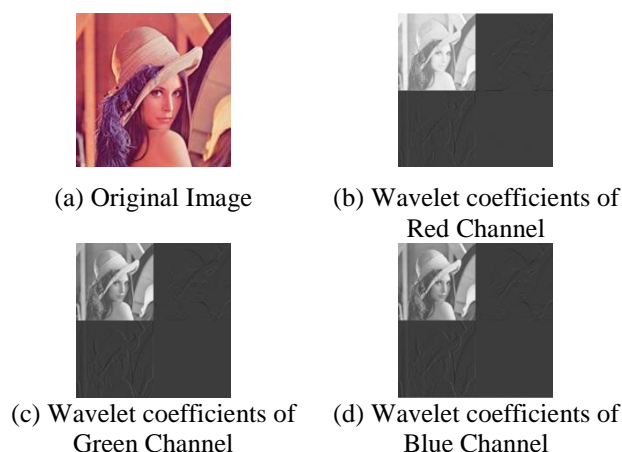 (a) Original Image
(b) Wavelet coefficients of
Red Channel
(c) Wavelet coefficients of
Green Channel
(d) Wavelet coefficients of
Blue Channel